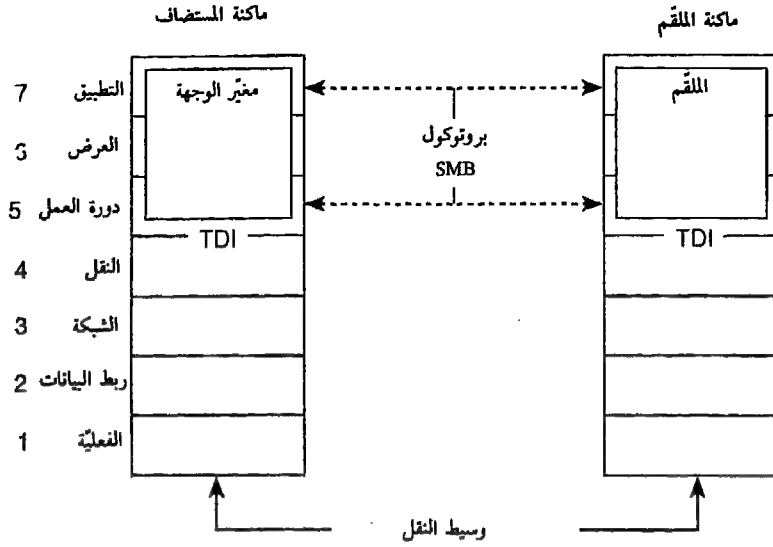 ماكنة المستضاف
ماكنة الملقّم
7 التطبيق
مغيّر الوجهة
الملقّم
6 العرض
بروتوكول
SMB
5 دورة العمل
TDI
TDI
4 النقل
3 الشبكة
2 ربط البيانات
1 الفعليّة
وسيط النقل